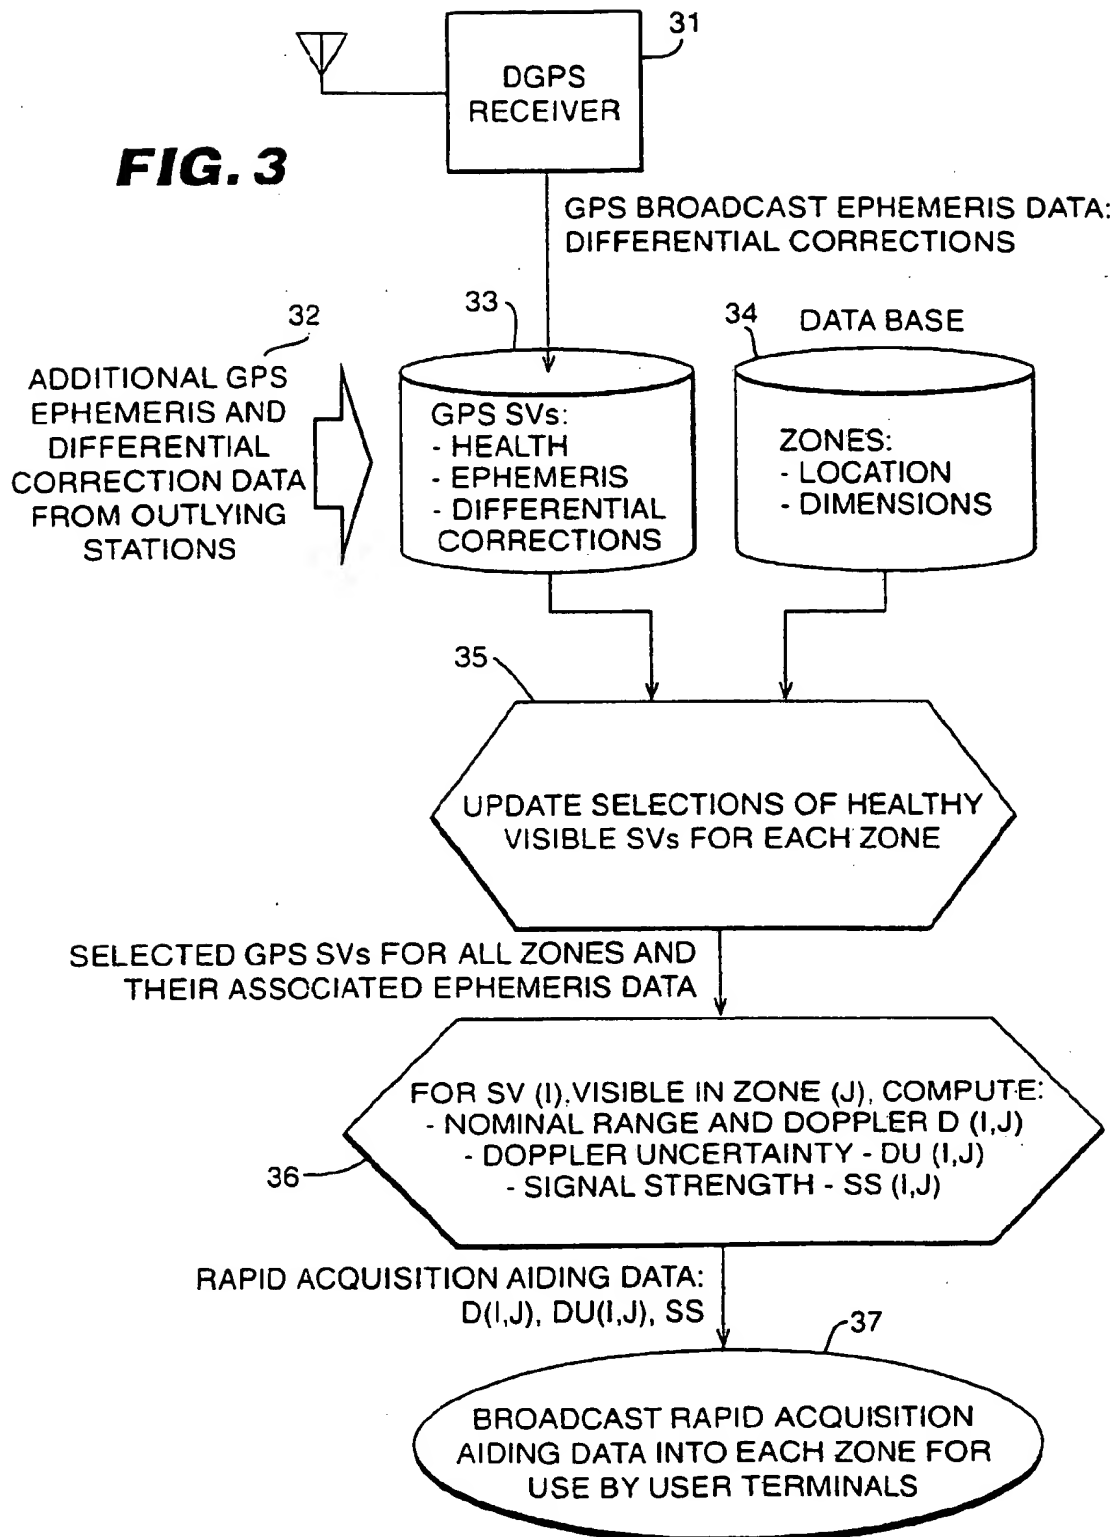 31
DGPS
RECEIVER
FIG. 3
GPS BROADCAST EPHEMERIS DATA:
DIFFERENTIAL CORRECTIONS
32
ADDITIONAL GPS
EPHEMERIS AND
DIFFERENTIAL
CORRECTION DATA
FROM OUTLYING
STATIONS
33
GPS SVs:
- HEALTH
- EPHEMERIS
- DIFFERENTIAL
CORRECTIONS
34
DATA BASE
ZONES:
- LOCATION
- DIMENSIONS
35
UPDATE SELECTIONS OF HEALTHY
VISIBLE SVs FOR EACH ZONE
SELECTED GPS SVs FOR ALL ZONES AND
THEIR ASSOCIATED EPHEMERIS DATA
FOR SV (I), VISIBLE IN ZONE (J), COMPUTE:
- NOMINAL RANGE AND DOPPLER D (I,J)
- DOPPLER UNCERTAINTY - DU (I,J)
- SIGNAL STRENGTH - SS (I,J)
36
RAPID ACQUISITION AIDING DATA:
D(I,J), DU(I,J), SS
37
BROADCAST RAPID ACQUISITION
AIDING DATA INTO EACH ZONE FOR
USE BY USER TERMINALS